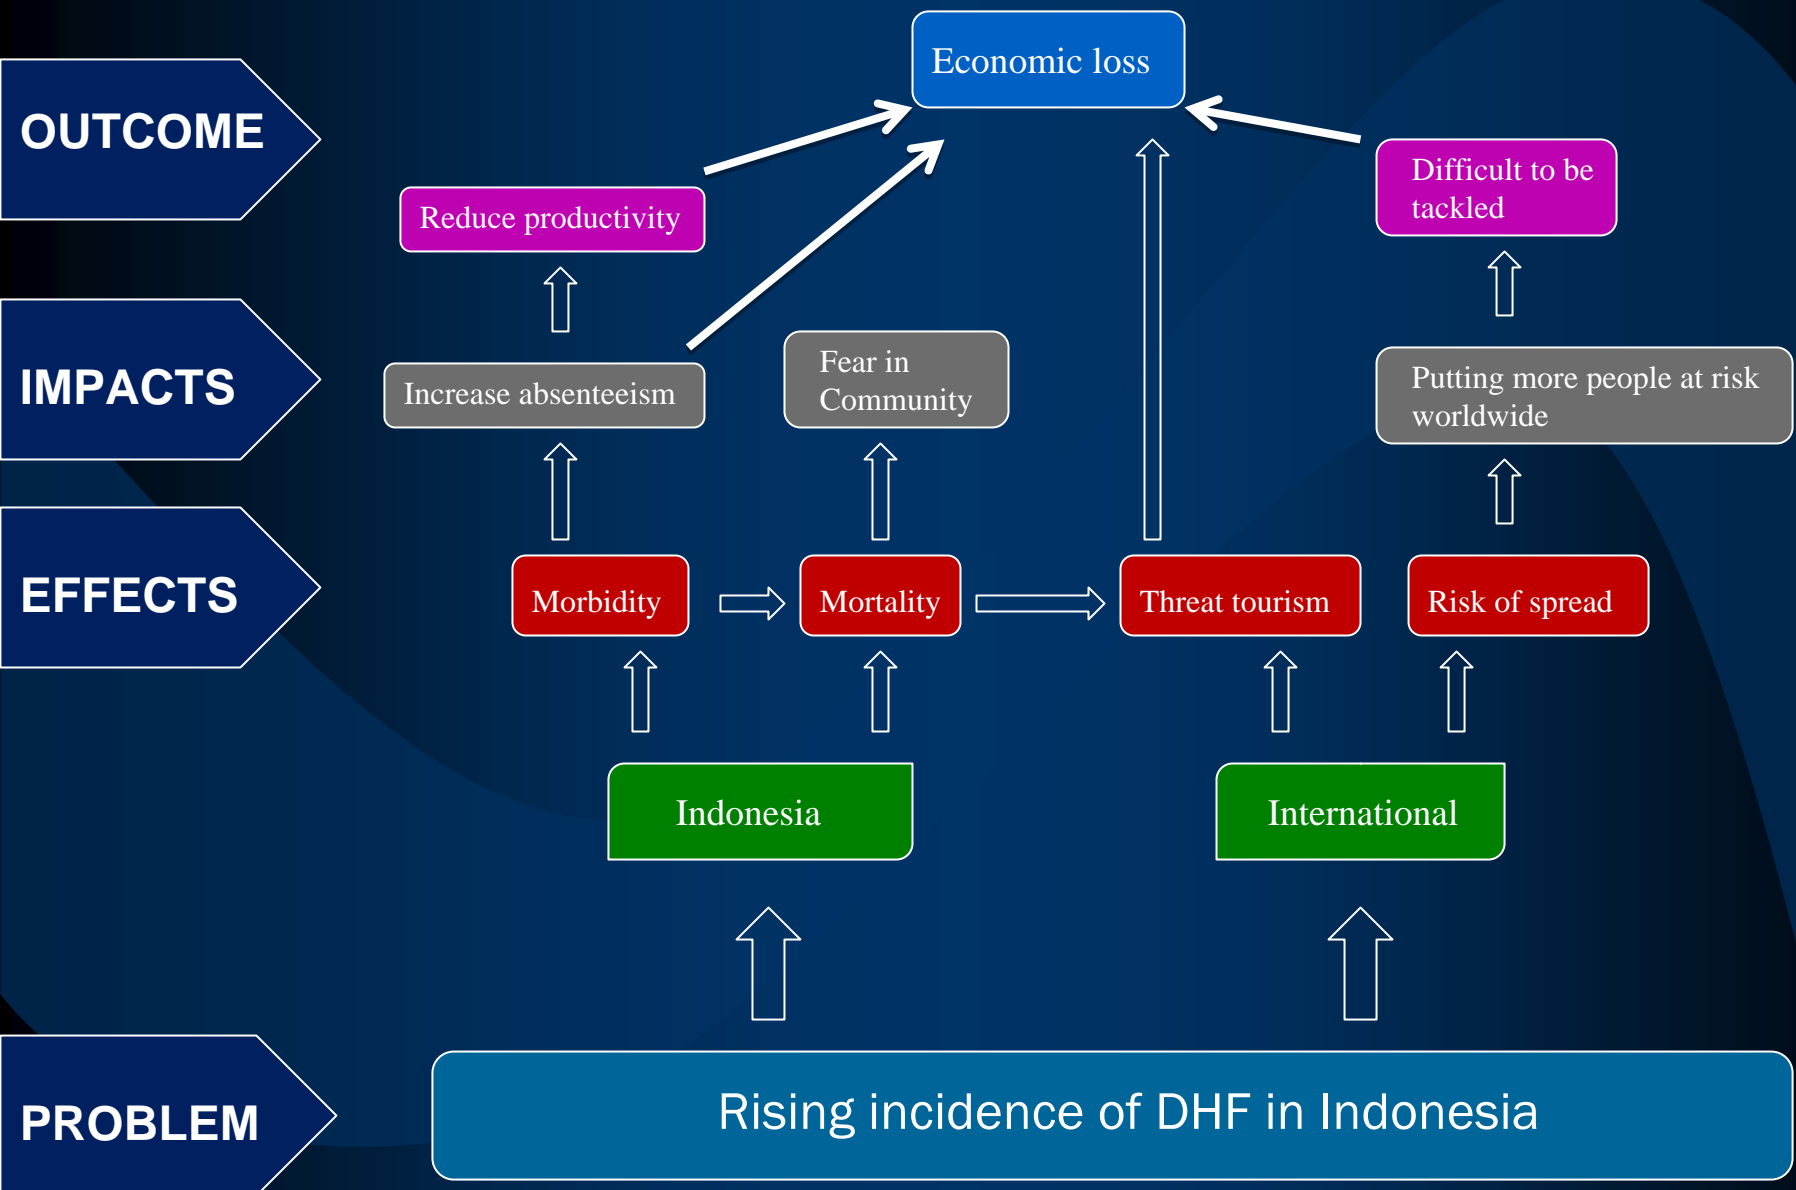 Economic loss
OUTCOME
Difficult to be
tackled
Reduce productivity
IMPACTS
Increase absenteeism
Fear in
Community
Putting more people at risk
worldwide
EFFECTS
Morbidity
Mortality
Threat tourism
Risk of spread
Indonesia
International
PROBLEM
Rising incidence of DHF in Indonesia